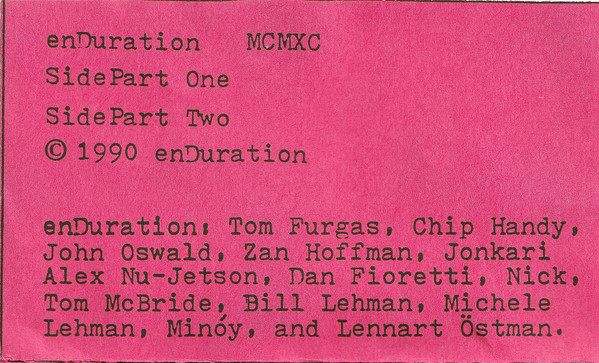 enDuration MCMXC
SidePart One
SidePart Two
© 1990 enDuration
enDuration: Tom Furgas, Chip Handy,
John Oswald, Zan Hoffman, Jonkari
Alex Nu-Jetson, Dan Fioretti, Nick,
Tom McBride, Bill Lehman, Michele
Lehman, Minóy, and Lennart Östman.